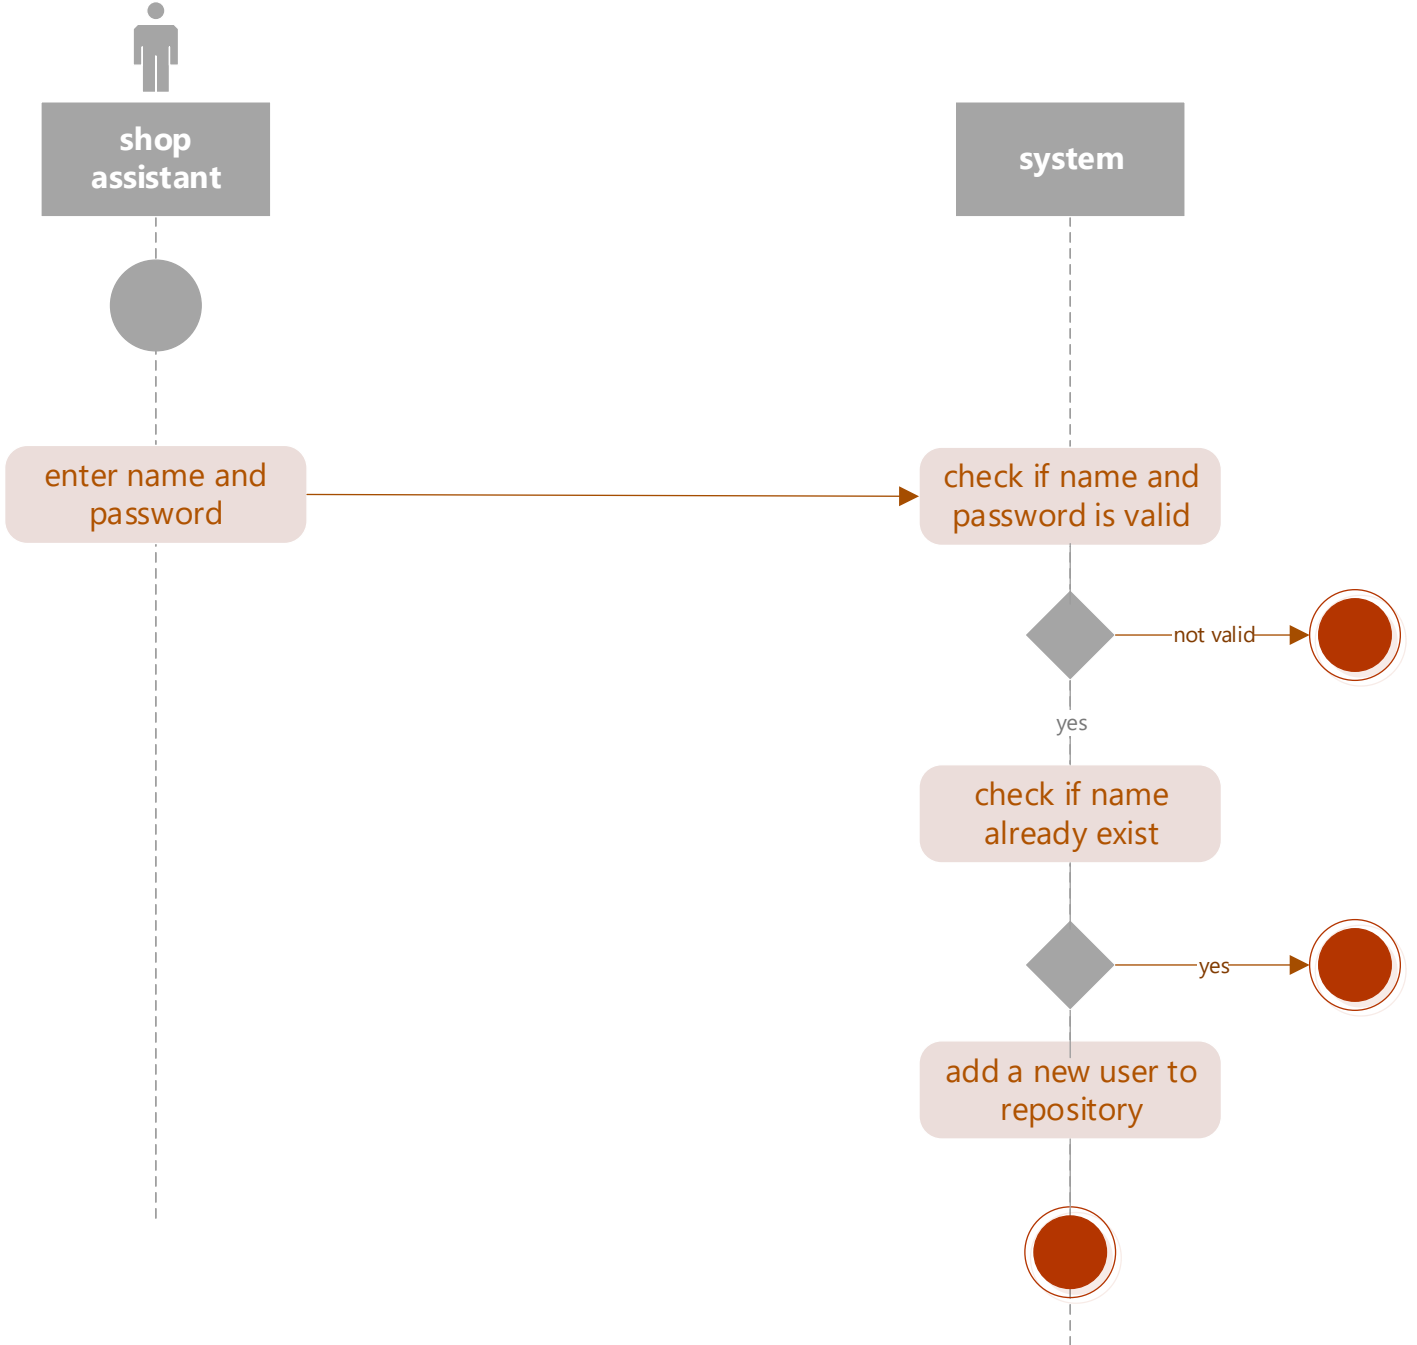 shop
assistant
system
enter name and
password
check if name and
password is valid
not valid
yes
check if name
already exist
yes
add a new user to
repository